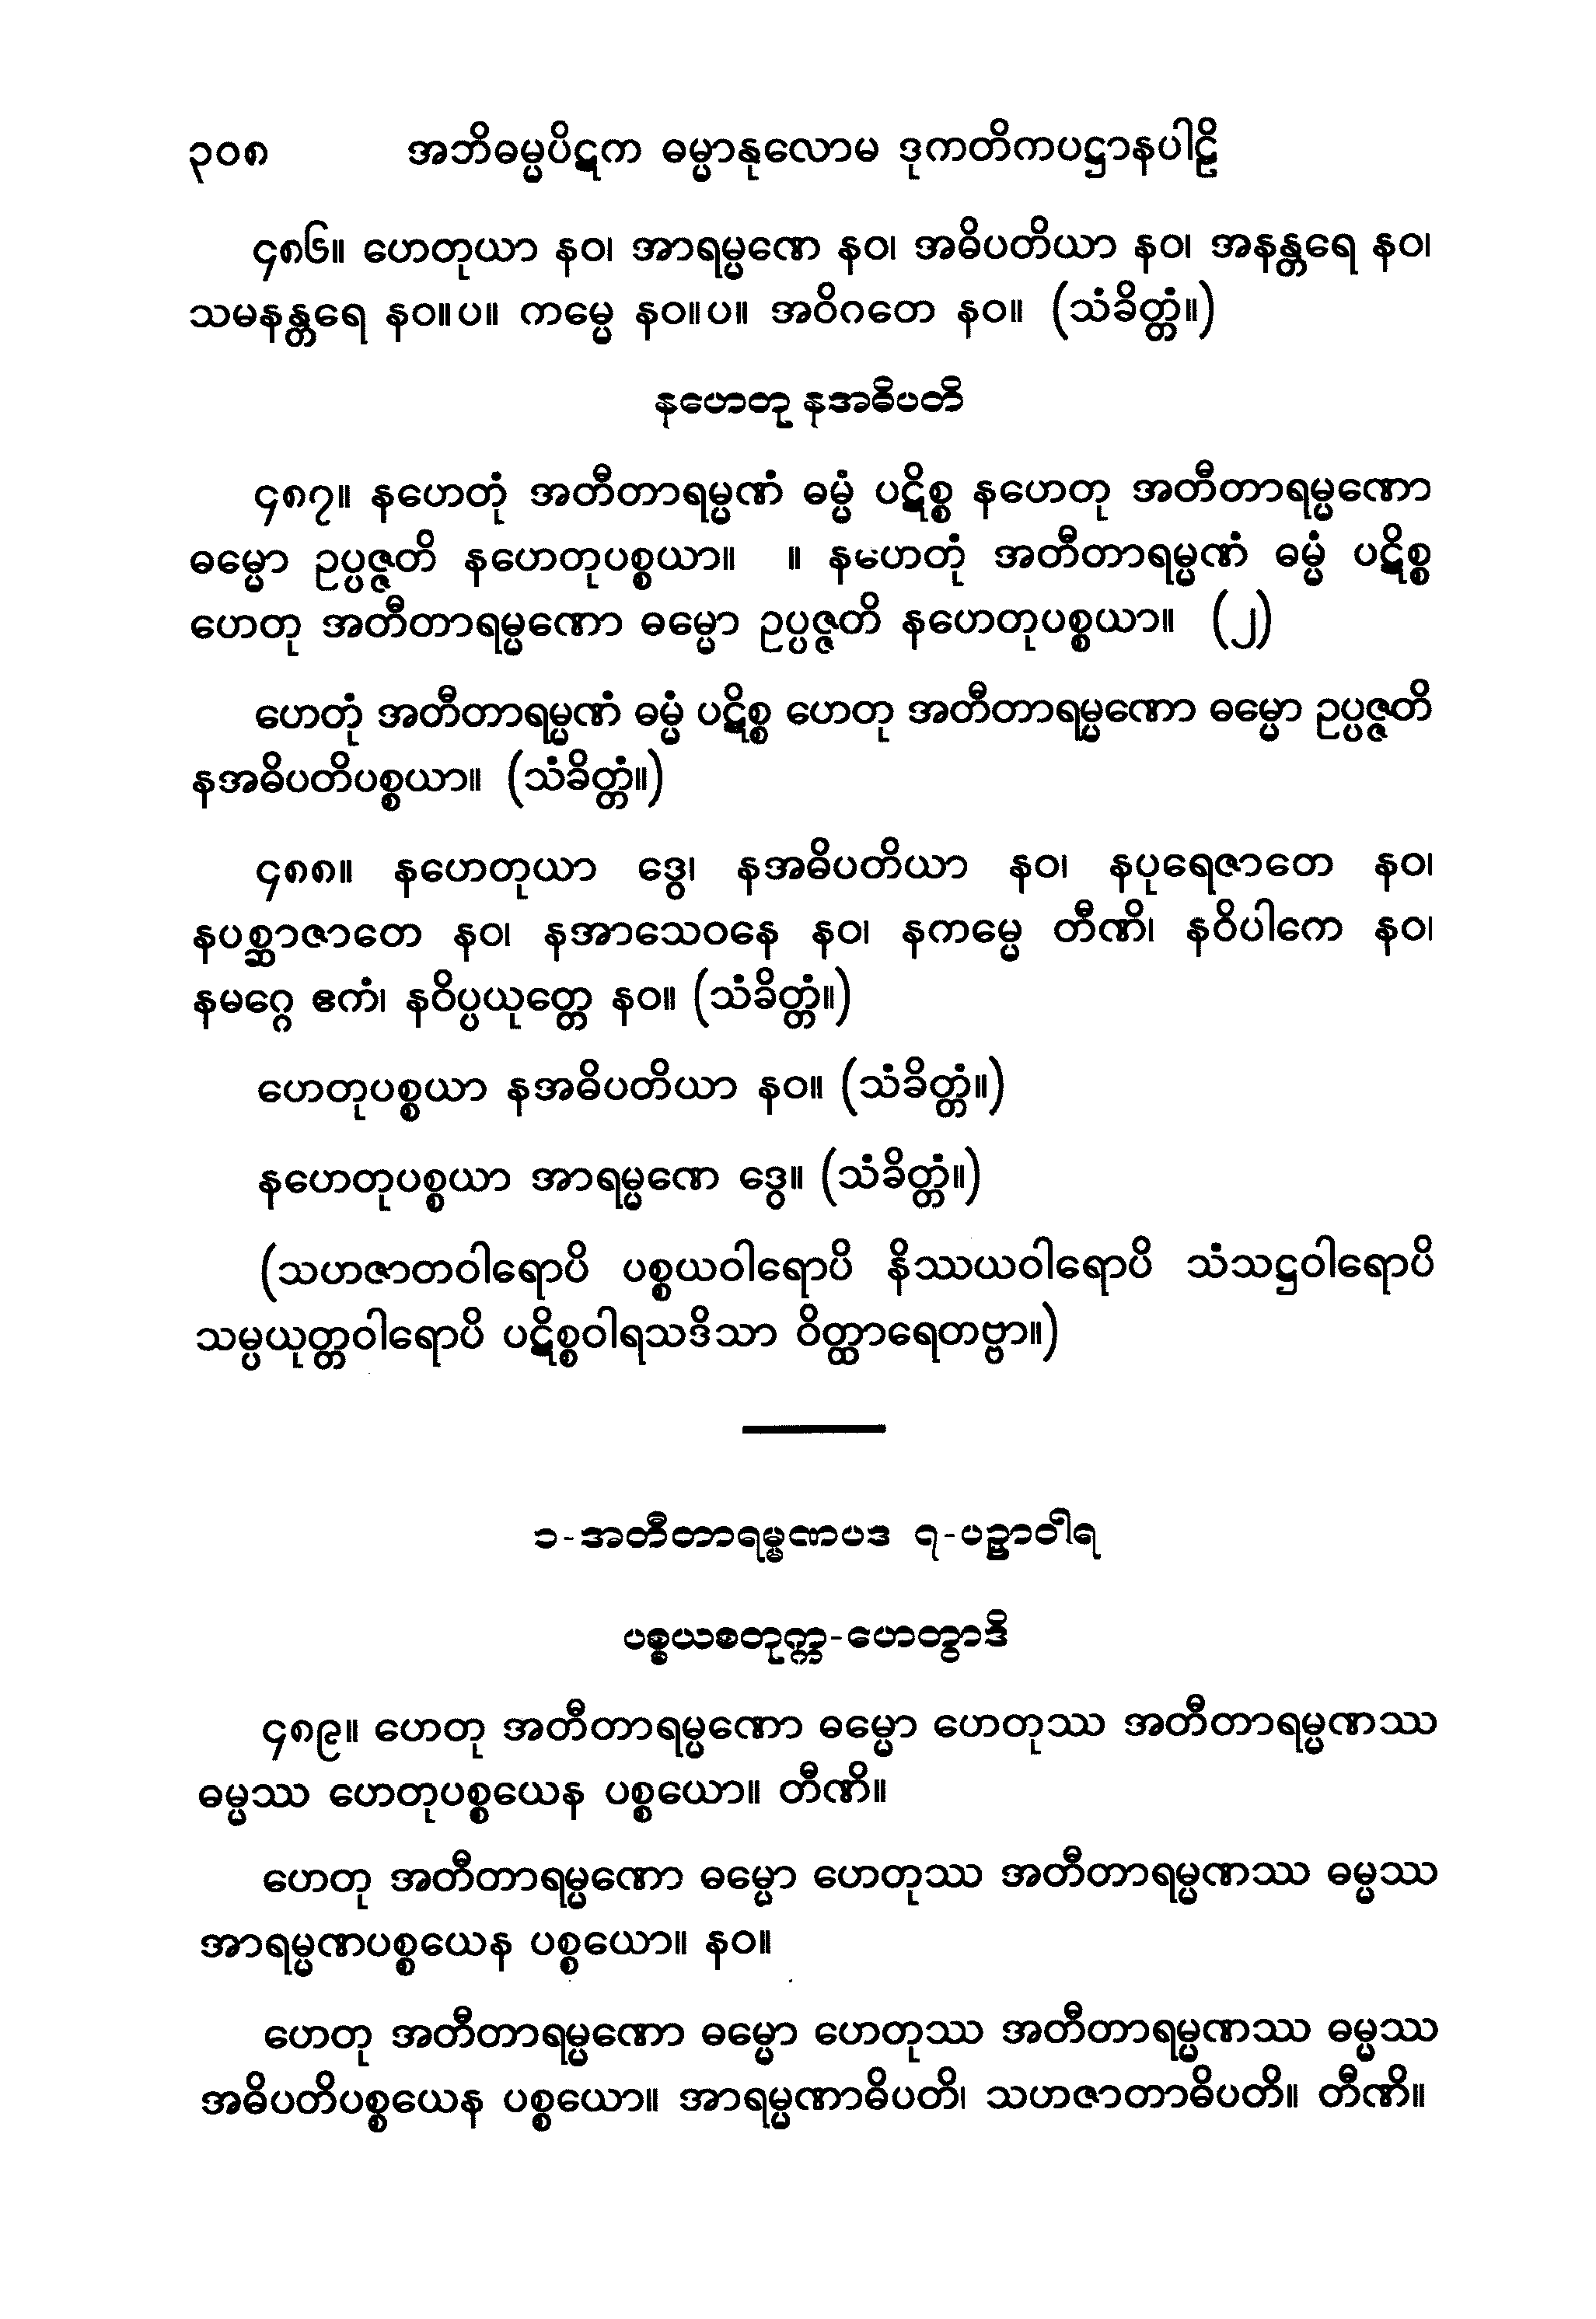 ၃၀၈ အဘိဓမ္မပိဋက ဓမ္မာနုလောမ ဒုကတိကပဋ္ဌာနပါဠိ
၄၈၆။ ဟေတုယာ နဝ၊ အာရမ္မဏေ နဝ၊ အဓိပတိယာ နဝ၊ အနန္တရေ နဝ၊
သမနန္တရေ နဝ။ပ။ ကမ္မေ နဝ။ပ။ အဝိဂတေ နဝ။ (သံခိတ္တံ။)
နဟေတု နအဓိပတိ
၄၈၇။ နဟေတုံ အတီတာရမ္မဏံ ဓမ္မံ ပဋိစ္စ နဟေတု အတီတာရမ္မဏော
ဓမ္မော ဥပ္ပဇ္ဇတိ နဟေတုပစ္စယာ။ ။ နဟေတုံ အတီတာရမ္မဏံ ဓမ္မံ ပဋိစ္စ
ဟေတု အတီတာရမ္မဏော ဓမ္မော ဥပ္ပဇ္ဇတိ နဟေတုပစ္စယာ။ (၂)
ဟေတုံ အတီတာရမ္မဏံ ဓမ္မံ ပဋိစ္စ ဟေတု အတီတာရမ္မဏော ဓမ္မော ဥပ္ပဇ္ဇတိ
နအဓိပတိပစ္စယာ။ (သံခိတ္တံ။)
၄၈၈။ နဟေတုယာ ဒွေ၊ နအဓိပတိယာ နဝ၊ နပုရေဇာတေ နဝ၊
နပစ္ဆာဇာတေ နဝ၊ နအာသေဝနေ နဝ၊ နကမ္မေ တီဏိ၊ နဝိပါကေ နဝ၊
နမဂ္ဂေ ဧကံ၊ နဝိပ္ပယုတ္တေ နဝ။ (သံခိတ္တံ။)
ဟေတုပစ္စယာ နအဓိပတိယာ နဝ။ (သံခိတ္တံ။)
နဟေတုပစ္စယာ အာရမ္မဏေ ဒွေ။ (သံခိတ္တံ။)
(သဟဇာတဝါရောပိ ပစ္စယဝါရောပိ နိဿယဝါရောပိ သံသဋ္ဌဝါရောပိ
သမ္ပယုတ္တဝါရောပိ ပဋိစ္စဝါရသဒိသာ ဝိတ္ထာရေတဗ္ဗာ။)
၁-အတီတာရမ္မဏပဒ ၇-ပဉှာဝါရ
ပစ္စယစတုက္က-ဟေတွာဒိ
၄၈၉။ ဟေတု အတီတာရမ္မဏော ဓမ္မော ဟေတုဿ အတီတာရမ္မဏဿ
ဓမ္မဿ ဟေတုပစ္စယေန ပစ္စယော။ တီဏိ။
ဟေတု အတီတာရမ္မဏော ဓမ္မော ဟေတုဿ အတီတာရမ္မဏဿ ဓမ္မဿ
အာရမ္မဏပစ္စယေန ပစ္စယော။ နဝ။
ဟေတု အတီတာရမ္မဏော ဓမ္မော ဟေတုဿ အတီတာရမ္မဏဿ ဓမ္မဿ
အဓိပတိပစ္စယေန ပစ္စယော။ အာရမ္မဏာဓိပတိ၊ သဟဇာတာဓိပတိ။ တီဏိ။